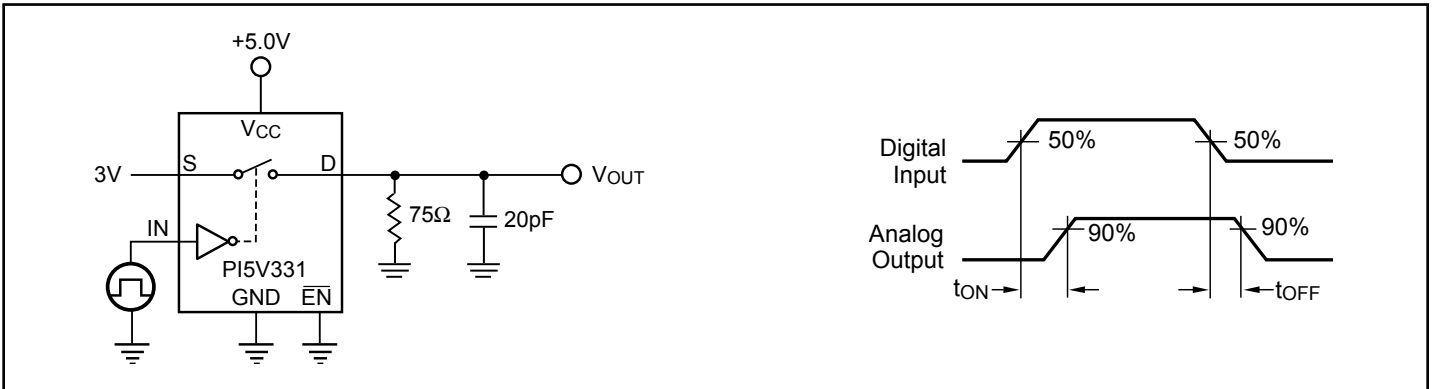 +5.0V
VCC
S
D
3V
VOUT
75Ω
20pF
IN
PI5V331
GND
EN
Digital
Input
50%
50%
Analog
Output
90%
90%
tON
tOFF